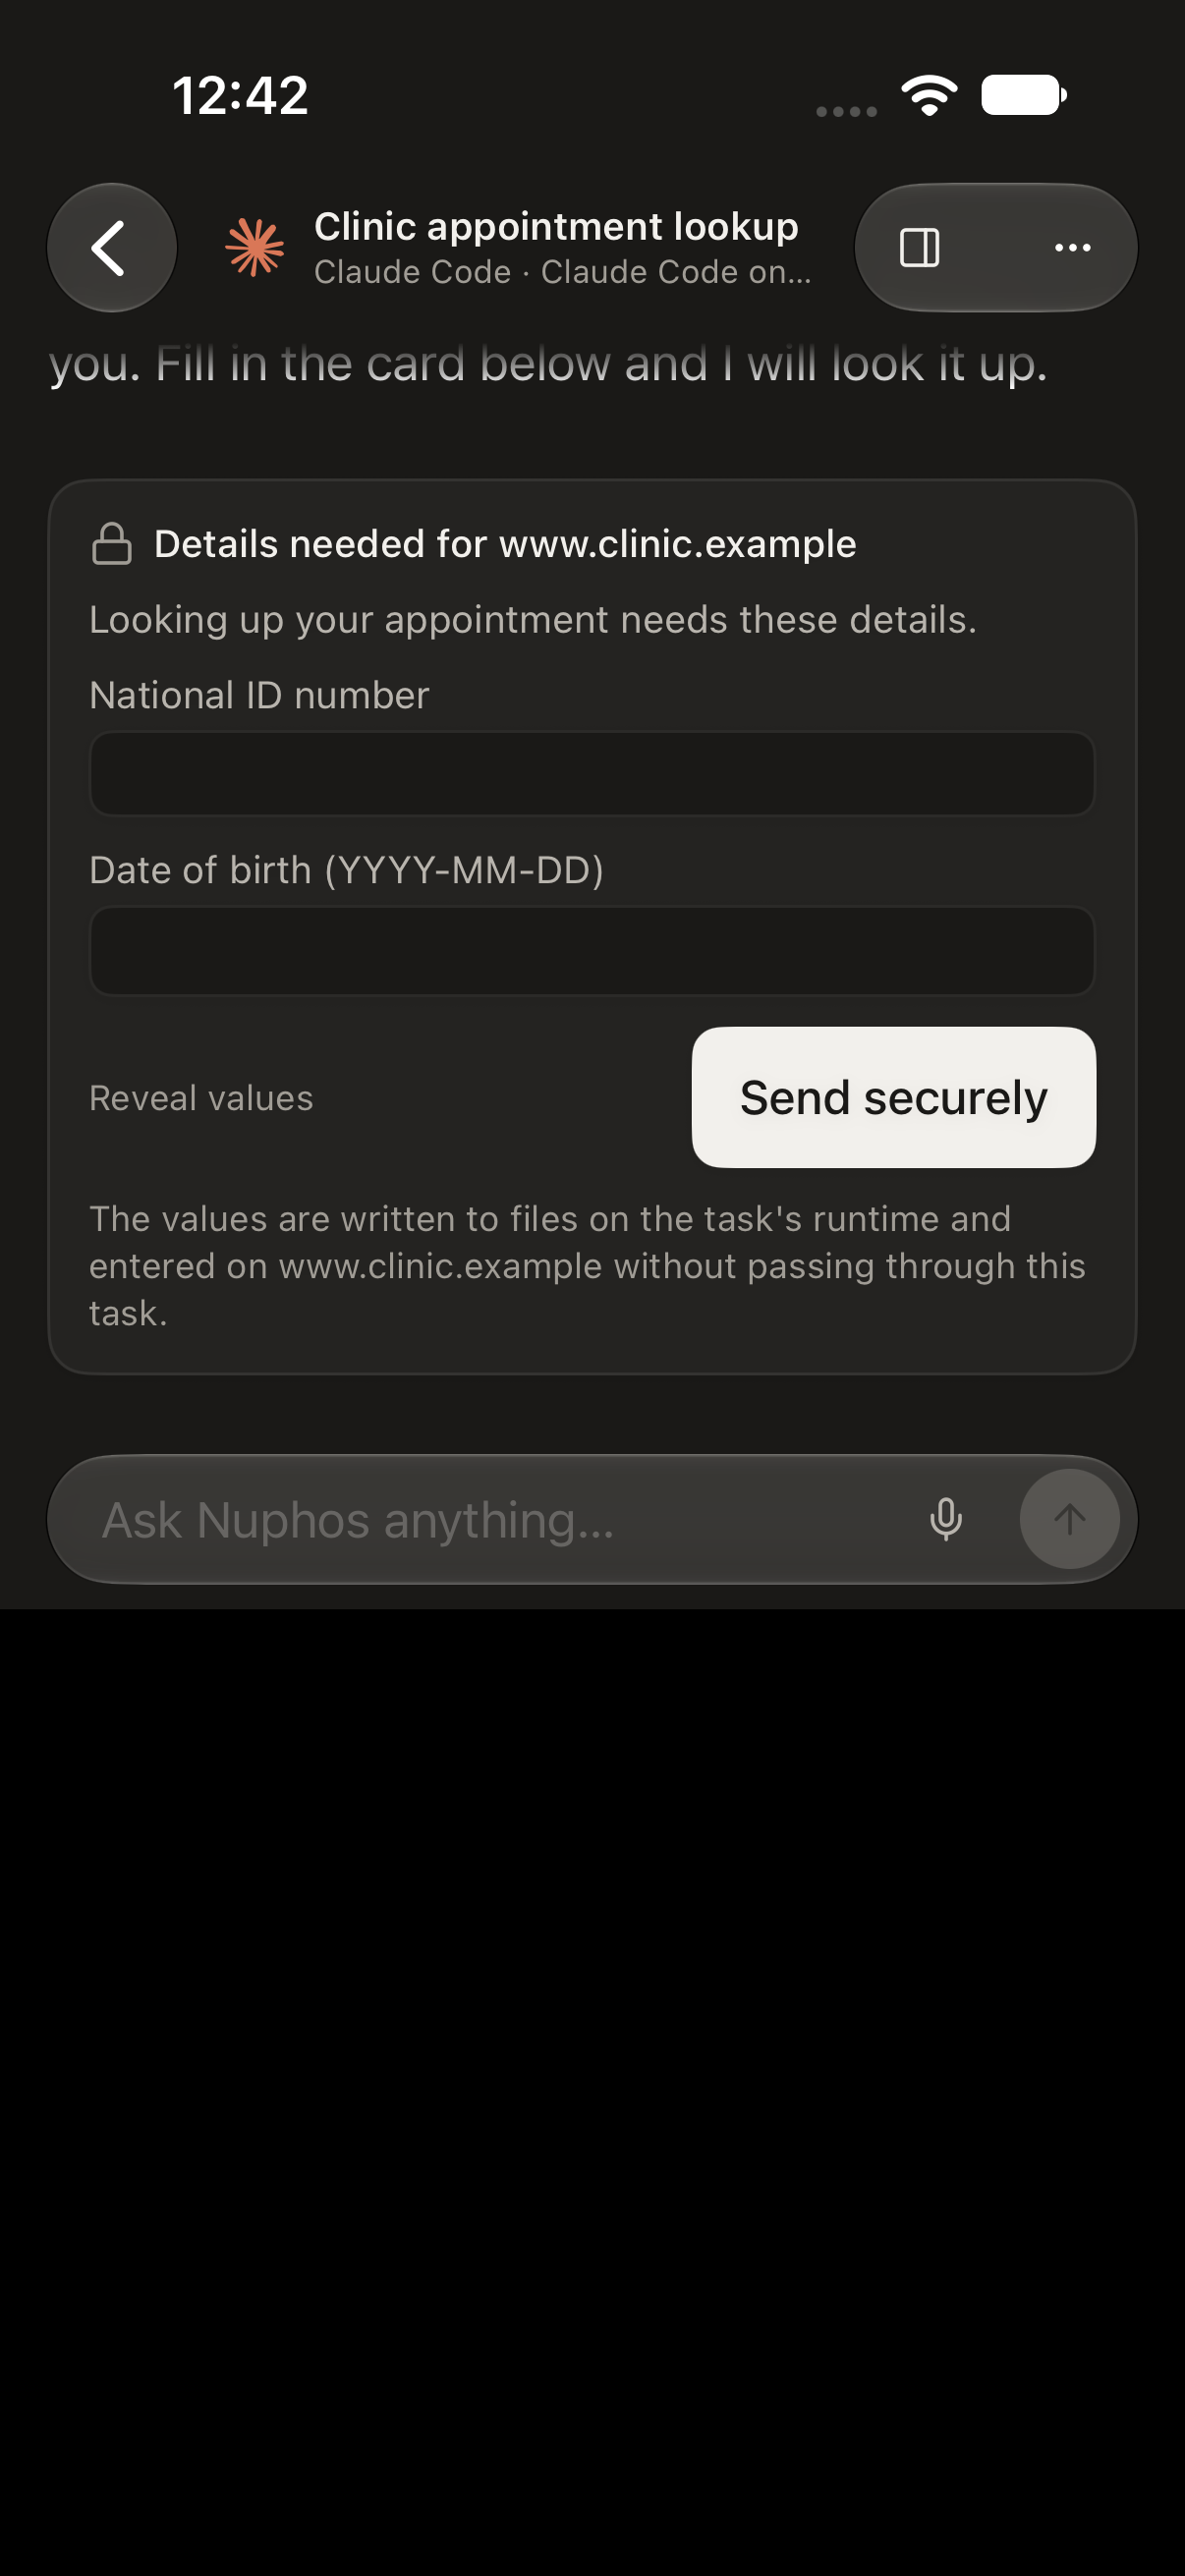 12:42
Clinic appointment lookup
Claude Code · Claude Code on...
you. Fill in the card below and I will look it up.
Details needed for www.clinic.example
Looking up your appointment needs these details.
National ID number
Date of birth (YYYY-MM-DD)
Reveal values
Send securely
The values are written to files on the task's runtime and
entered on www.clinic.example without passing through this
task.
Ask Nuphos anything...